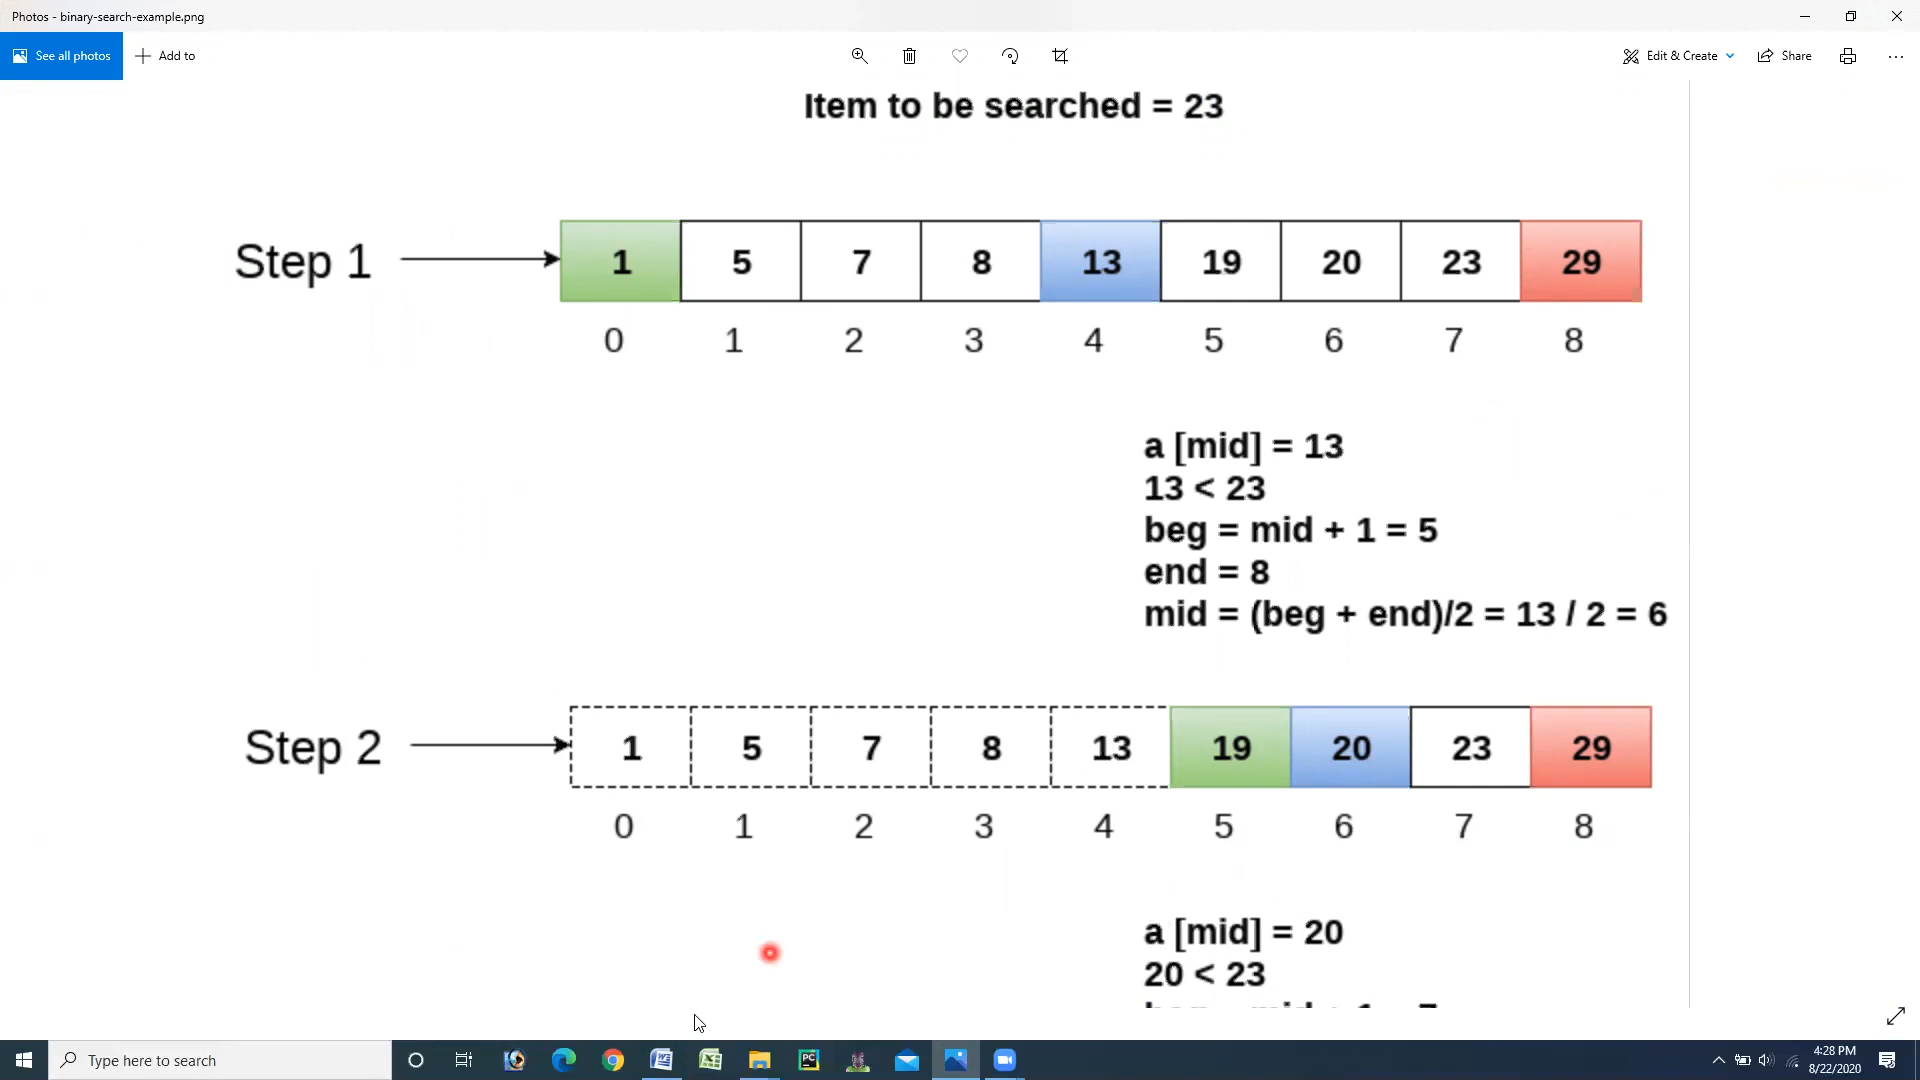 Photos - binary-search-example.png
See all photos
Add to
Edit & Create
Share
Item to be searched = 23
Step 1
1 5 7 8 13 19 20 23 29
0 1 2 3 4 5 6 7 8
a [mid] = 13
13 < 23
beg = mid + 1 = 5
end = 8
mid = (beg + end)/2 = 13 / 2 = 6
Step 2
1 5 7 8 13 19 20 23 29
0 1 2 3 4 5 6 7 8
a [mid] = 20
20 < 23
Type here to search
4:28 PM
8/22/2020